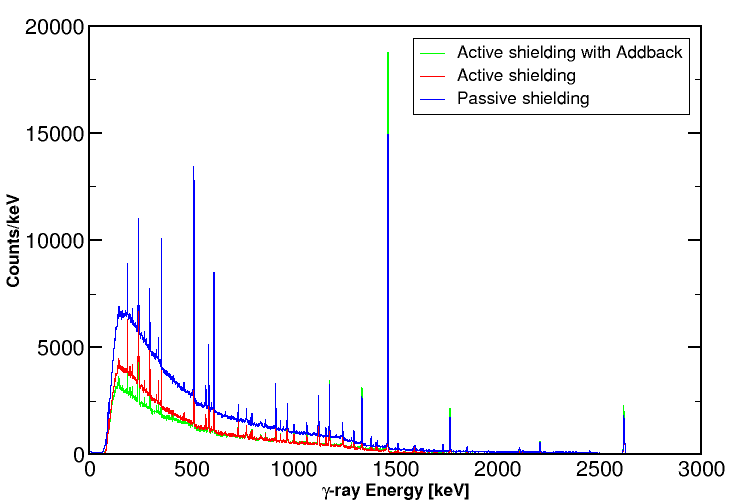 20000
15000
10000
5000
0
0
500
1000
1500
2000
2500
3000
Counts/keV
γ-ray Energy [keV]
Active shielding with Addback
Active shielding
Passive shielding